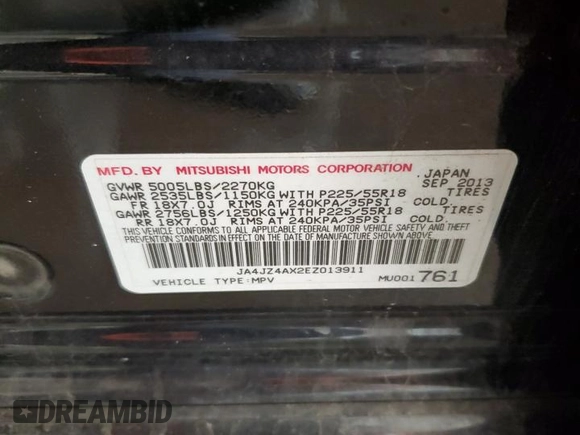 MFD. BY MITSUBISHI MOTORS CORPORATION JAPAN
GVWR 5005LBS/2270KG SEP 2013
GAWR 2535LBS/1150KG WITH P225/55R18 TIRES
FR 18X7.0J RIMS AT 240KPA/35PSI COLD
GAWR 2756LBS/1250KG WITH P225/55R18 TIRES
RR 18X7.0J RIMS AT 240KPA/35PSI COLD
THIS VEHICLE CONFORMS TO ALL APPLICABLE FEDERAL MOTOR VEHICLE SAFETY AND THEFT
PREVENTION STANDARDS IN EFFECT ON THE DATE OF MANUFACTURE SHOWN ABOVE.
JA4JZ4AX2EZ013911
VEHICLE TYPE:MPV MU001761
DREAMBID